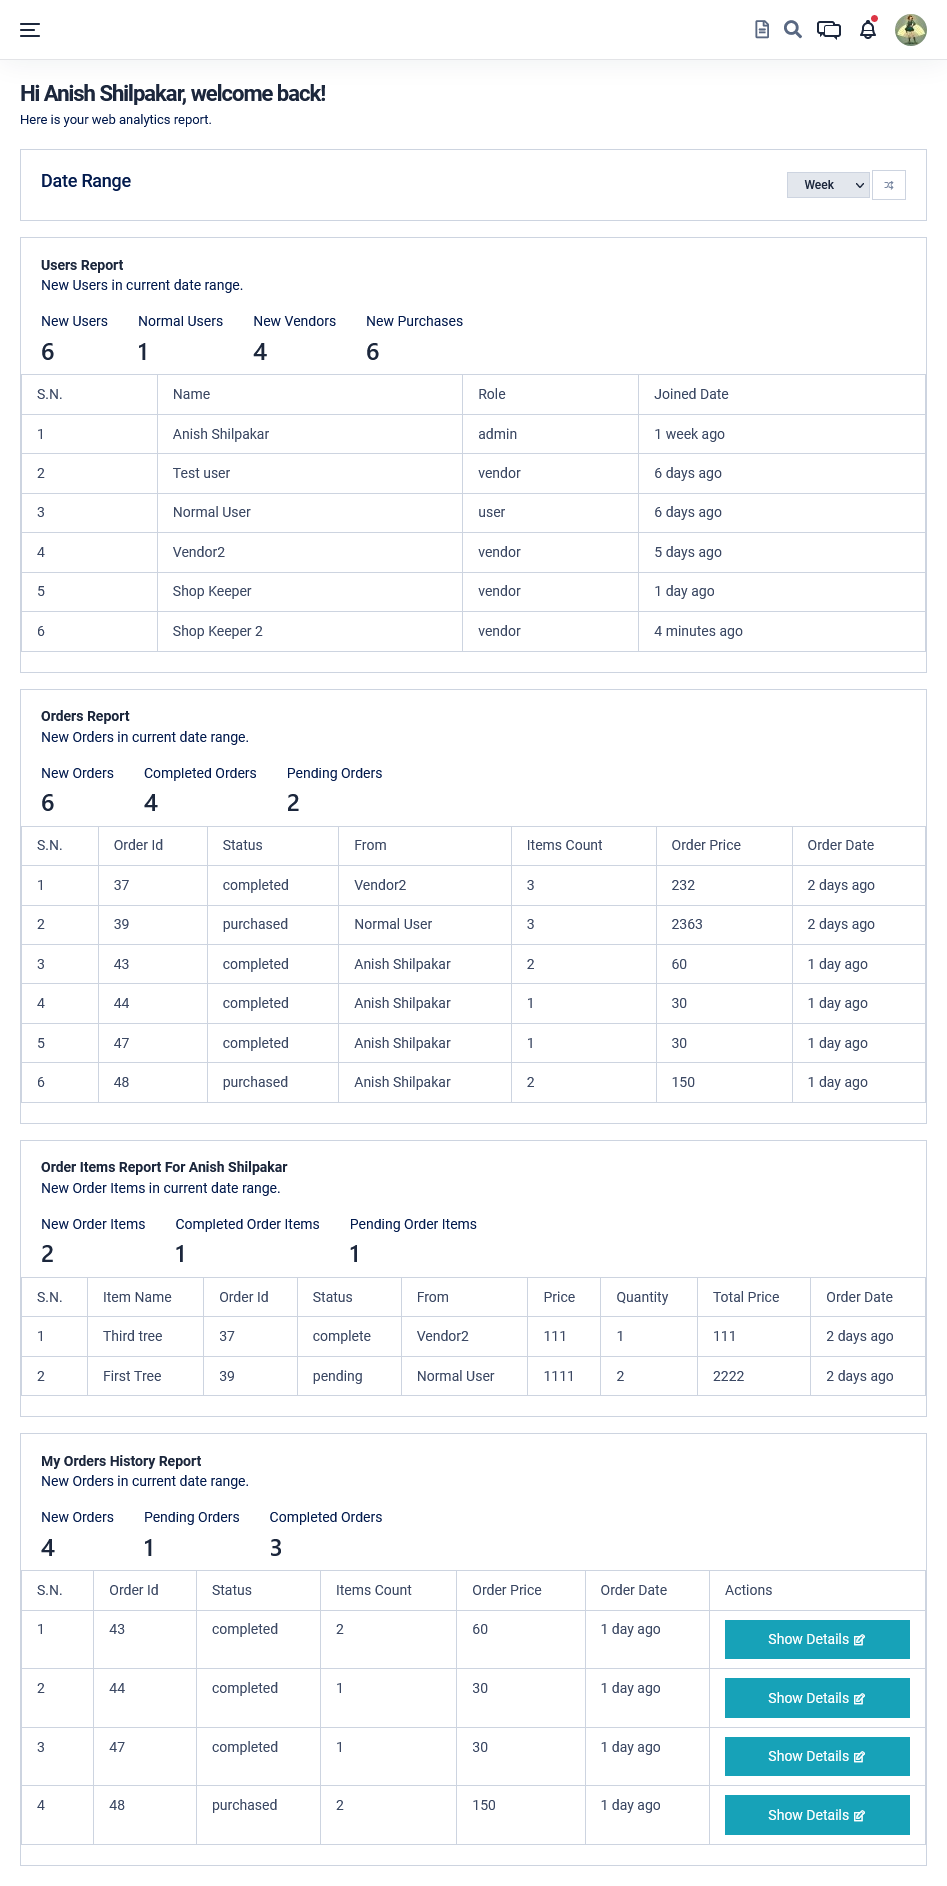 Hi Anish Shilpakar, welcome back!
Here is your web analytics report.
Date Range Week
Users Report
New Users in current date range.
New Users Normal Users New Vendors New Purchases
6 1 4 6
S.N. Name Role Joined Date
1 Anish Shilpakar admin 1 week ago
2 Test user vendor 6 days ago
3 Normal User user 6 days ago
4 Vendor2 vendor 5 days ago
5 Shop Keeper vendor 1 day ago
6 Shop Keeper 2 vendor 4 minutes ago
Orders Report
New Orders in current date range.
New Orders Completed Orders Pending Orders
6 4 2
S.N. Order Id Status From Items Count Order Price Order Date
1 37 completed Vendor2 3 232 2 days ago
2 39 purchased Normal User 3 2363 2 days ago
3 43 completed Anish Shilpakar 2 60 1 day ago
4 44 completed Anish Shilpakar 1 30 1 day ago
5 47 completed Anish Shilpakar 1 30 1 day ago
6 48 purchased Anish Shilpakar 2 150 1 day ago
Order Items Report For Anish Shilpakar
New Order Items in current date range.
New Order Items Completed Order Items Pending Order Items
2 1 1
S.N. Item Name Order Id Status From Price Quantity Total Price Order Date
1 Third tree 37 complete Vendor2 111 1 111 2 days ago
2 First Tree 39 pending Normal User 1111 2 2222 2 days ago
My Orders History Report
New Orders in current date range.
New Orders Pending Orders Completed Orders
4 1 3
S.N. Order Id Status Items Count Order Price Order Date Actions
1 43 completed 2 60 1 day ago Show Details
2 44 completed 1 30 1 day ago Show Details
3 47 completed 1 30 1 day ago Show Details
4 48 purchased 2 150 1 day ago Show Details